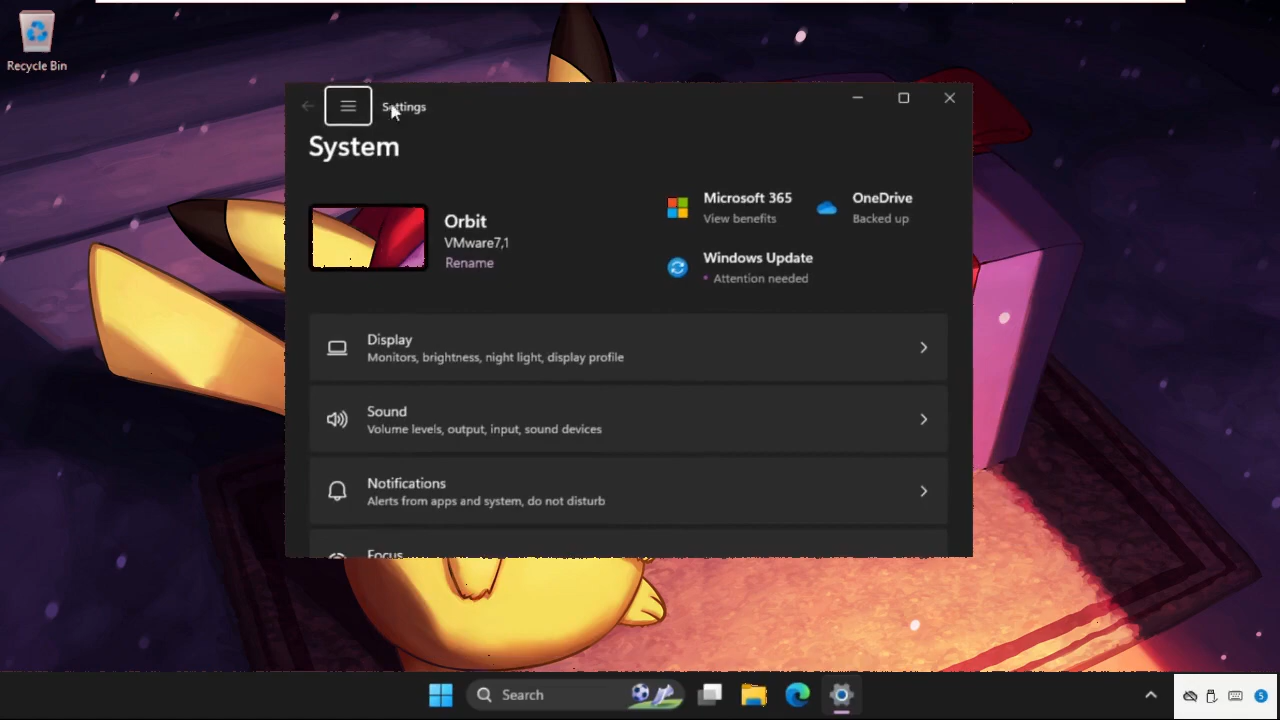 Recycle Bin
Settings
System
Orbit
VMware7,1
Rename
Microsoft 365
View benefits
OneDrive
Backed up
Windows Update
Attention needed
Display
Monitors, brightness, night light, display profile
Sound
Volume levels, output, input, sound devices
Notifications
Alerts from apps and system, do not disturb
Focus
Search
5